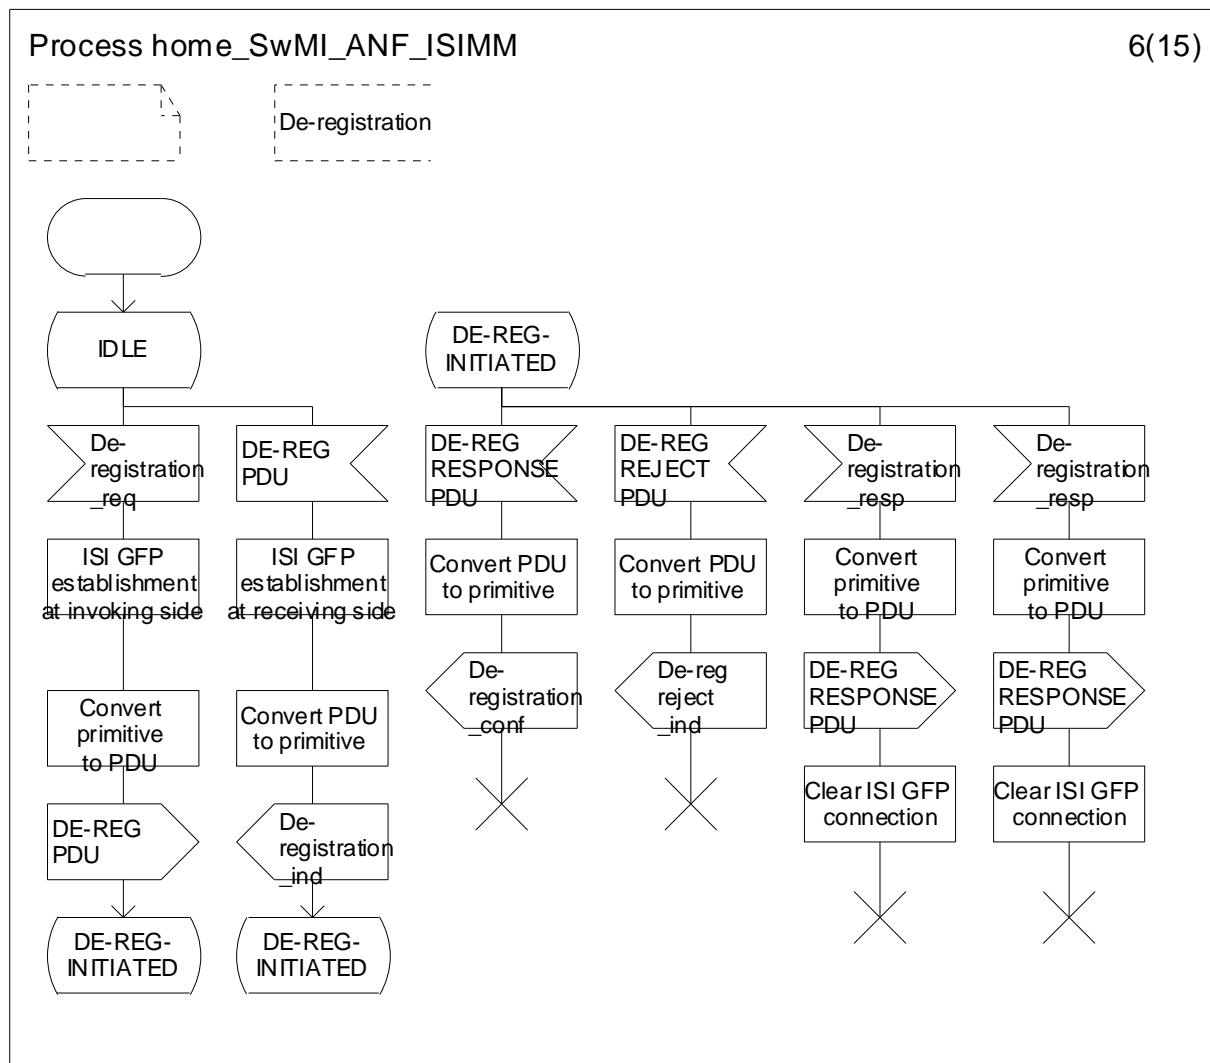 Process home_SwMI_ANF_ISIMM
6(15)
De-registration
IDLE
DE-REG-
INITIATED
De-
registration
_req
DE-REG
PDU
DE-REG
RESPONSE
PDU
DE-REG
REJECT
PDU
De-
registration
_resp
De-
registration
_resp
ISI GFP
establishment
at invoking side
ISI GFP
establishment
at receiving side
Convert PDU
to primitive
Convert PDU
to primitive
Convert
primitive
to PDU
Convert
primitive
to PDU
De-
registration
_conf
De-reg
reject
_ind
DE-REG
RESPONSE
PDU
DE-REG
RESPONSE
PDU
Convert
primitive
to PDU
Convert PDU
to primitive
Clear ISI GFP
connection
Clear ISI GFP
connection
DE-REG
PDU
De-
registration
_ind
DE-REG-
INITIATED
DE-REG-
INITIATED